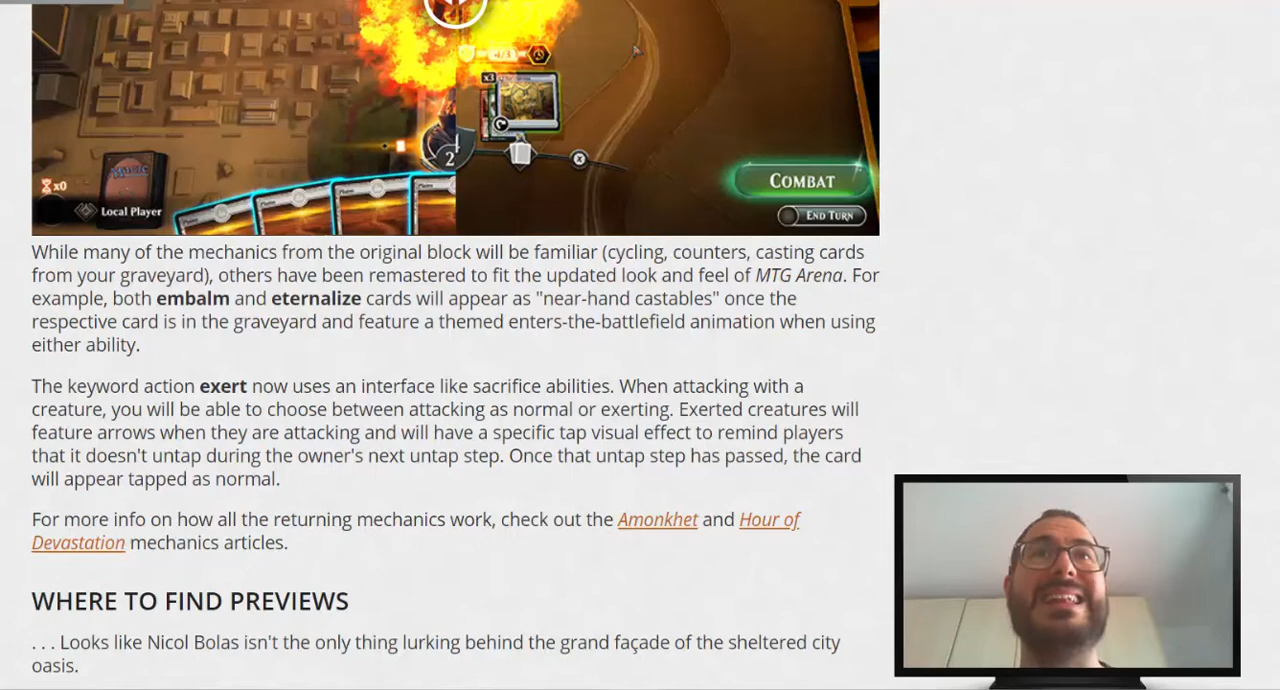 x3
2
x0
Local Player
COMBAT
END TURN
While many of the mechanics from the original block will be familiar (cycling, counters, casting cards
from your graveyard), others have been remastered to fit the updated look and feel of MTG Arena. For
example, both embalm and eternalize cards will appear as "near-hand castables" once the
respective card is in the graveyard and feature a themed enters-the-battlefield animation when using
either ability.
The keyword action exert now uses an interface like sacrifice abilities. When attacking with a
creature, you will be able to choose between attacking as normal or exerting. Exerted creatures will
feature arrows when they are attacking and will have a specific tap visual effect to remind players
that it doesn't untap during the owner's next untap step. Once that untap step has passed, the card
will appear tapped as normal.
For more info on how all the returning mechanics work, check out the Amonkhet and Hour of
Devastation mechanics articles.
WHERE TO FIND PREVIEWS
. . . Looks like Nicol Bolas isn't the only thing lurking behind the grand façade of the sheltered city
oasis.